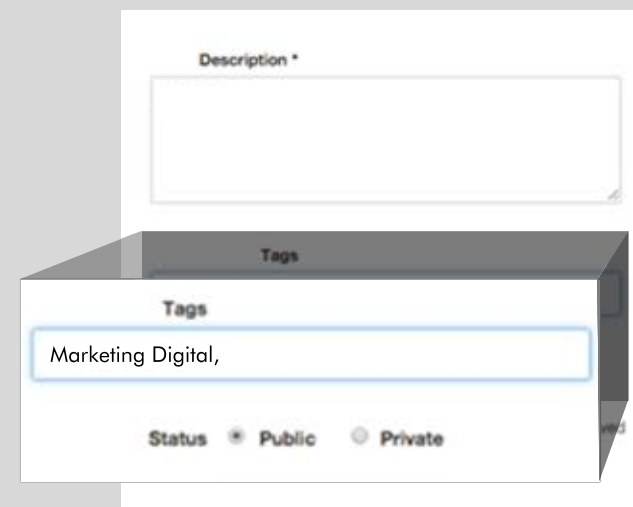 Description *
Tags
Tags
Marketing Digital,
Status Public Private